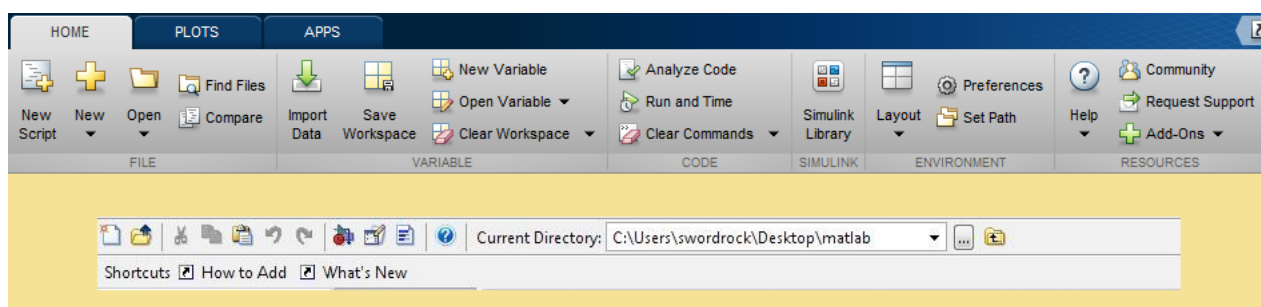 HOME PLOTS APPS
New Script
New
Open
Find Files
Compare
FILE
Import Data
Save Workspace
New Variable
Open Variable
Clear Workspace
VARIABLE
Analyze Code
Run and Time
Clear Commands
CODE
Simulink Library
SIMULINK
Layout
Preferences
Set Path
ENVIRONMENT
Help
Community
Request Support
Add-Ons
RESOURCES
Current Directory: C:\Users\swordrock\Desktop\matlab ...
Shortcuts How to Add What's New